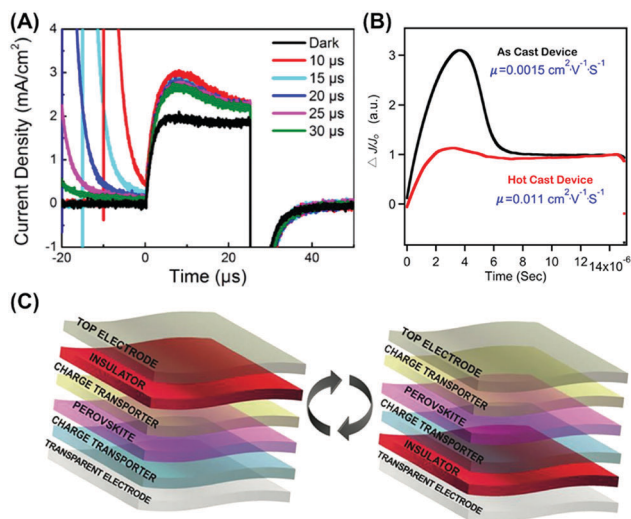 (A)
Current Density (mA/cm²)
4
3
2
1
0
-1
-20
0
20
40
Time (µs)
Dark
10 µs
15 µs
20 µs
25 µs
30 µs
(B)
△ J/Jₒ (a.u.)
3
2
1
0
As Cast Device
µ=0.0015 cm²·V⁻¹·S⁻¹
Hot Cast Device
µ=0.011 cm²·V⁻¹·S⁻¹
0
2
4
6
8
10
12
14x10⁻⁶
Time (Sec)
(C)
TOP ELECTRODE
INSULATOR
CHARGE TRANSPORTER
PEROVSKITE
CHARGE TRANSPORTER
TRANSPARENT ELECTRODE
TOP ELECTRODE
CHARGE TRANSPORTER
PEROVSKITE
CHARGE TRANSPORTER
INSULATOR
TRANSPARENT ELECTRODE